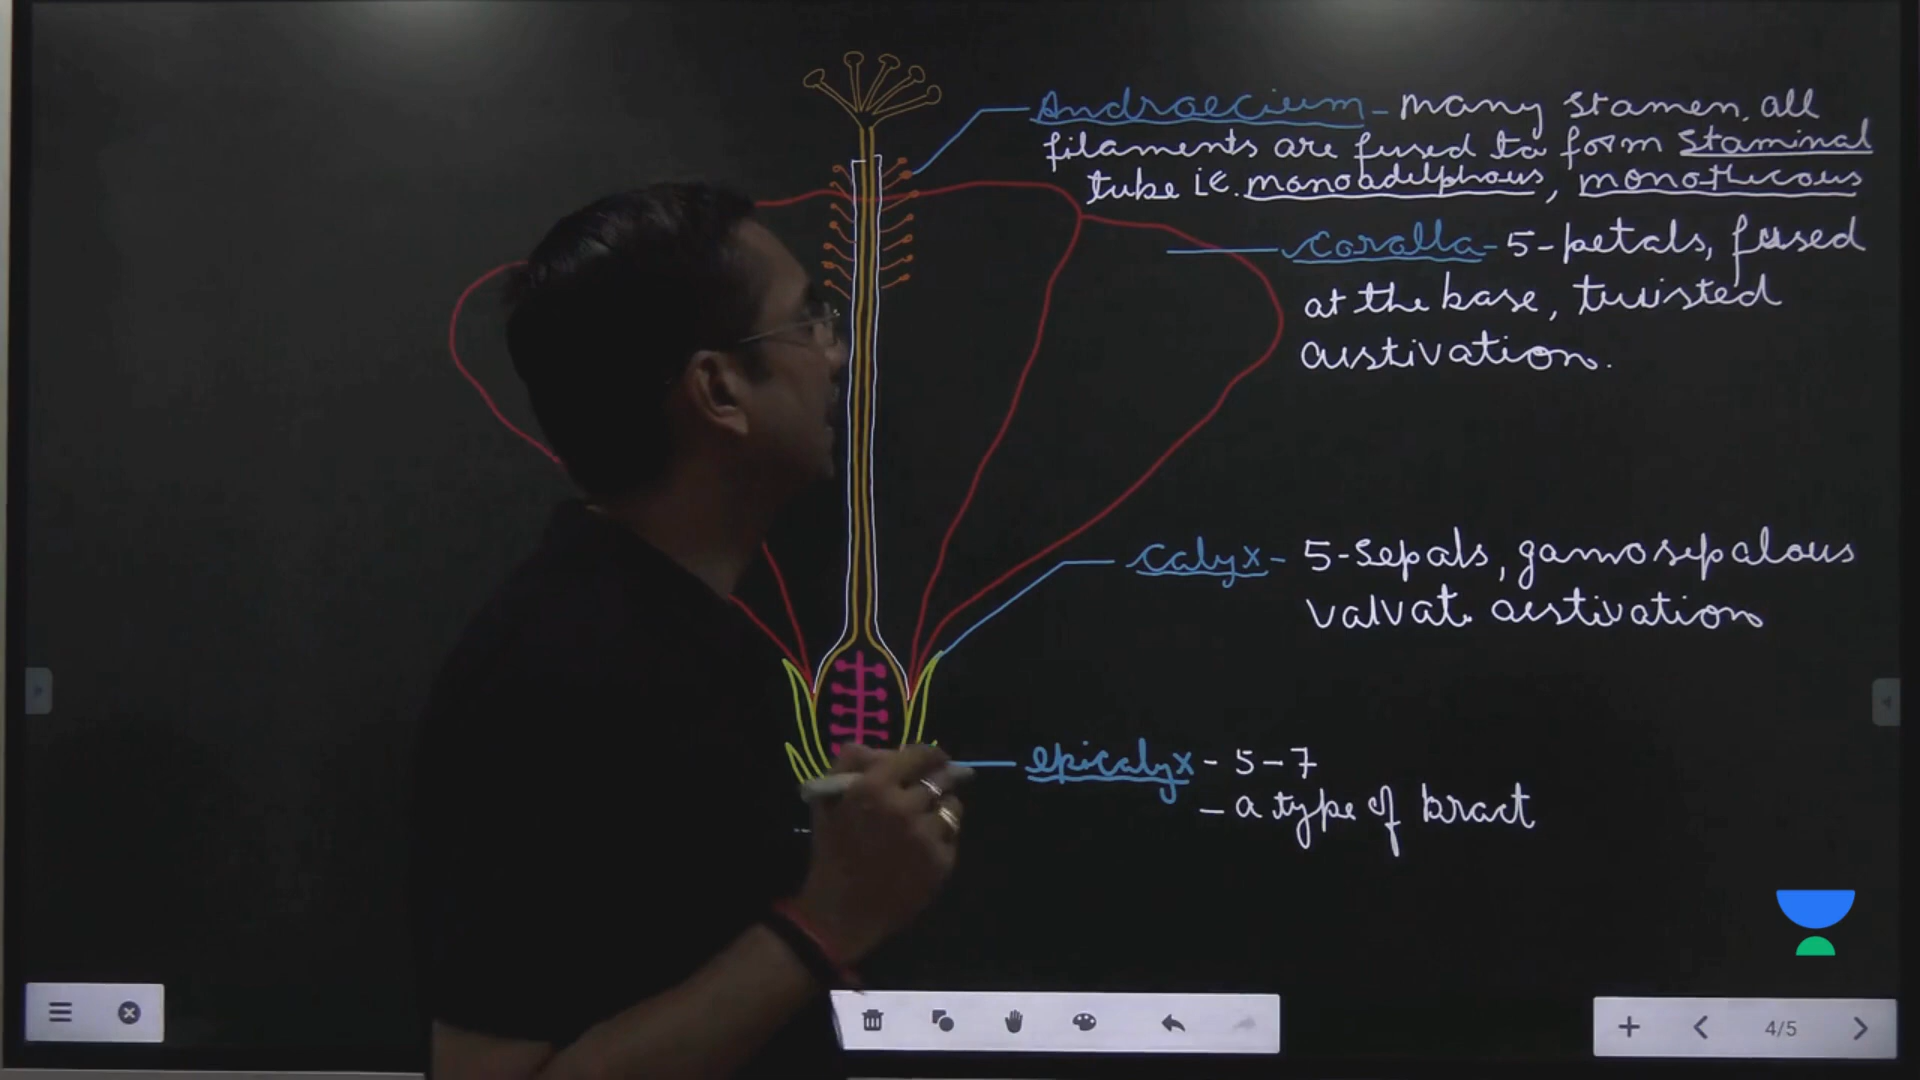 Androecium - many stamen, all
filaments are fused to form staminal
tube i.e. monoadelphous, monothecous
corolla - 5-petals, fused
at the base, twisted
aestivation.
calyx - 5-sepals, gamosepalous
valvate aestivation
epicalyx - 5-7
- a type of bract
4/5